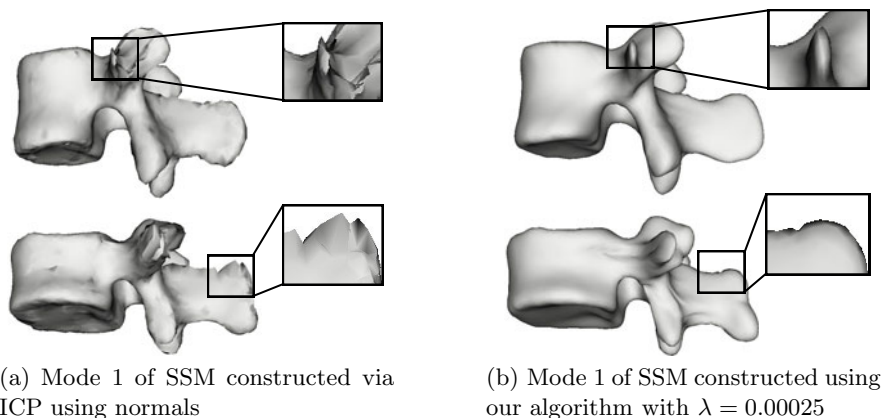 (a) Mode 1 of SSM constructed via
ICP using normals
(b) Mode 1 of SSM constructed using
our algorithm with λ = 0.00025